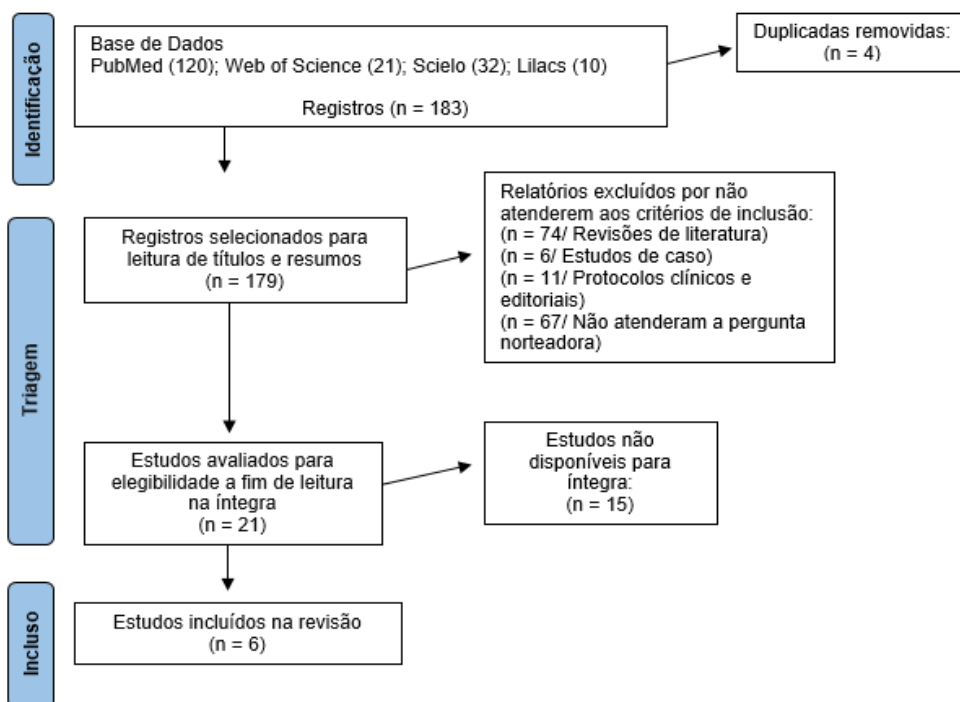 Identificação
Base de Dados
PubMed (120); Web of Science (21); Scielo (32); Lilacs (10)
Registros (n = 183)
Duplicadas removidas:
(n = 4)
Triagem
Registros selecionados para
leitura de títulos e resumos
(n = 179)
Relatórios excluídos por não
atenderem aos critérios de inclusão:
(n = 74/ Revisões de literatura)
(n = 6/ Estudos de caso)
(n = 11/ Protocolos clínicos e
editoriais)
(n = 67/ Não atenderam a pergunta
norteadora)
Estudos avaliados para
elegibilidade a fim de leitura
na íntegra
(n = 21)
Estudos não
disponíveis para
íntegra:
(n = 15)
Incluso
Estudos incluídos na revisão
(n = 6)